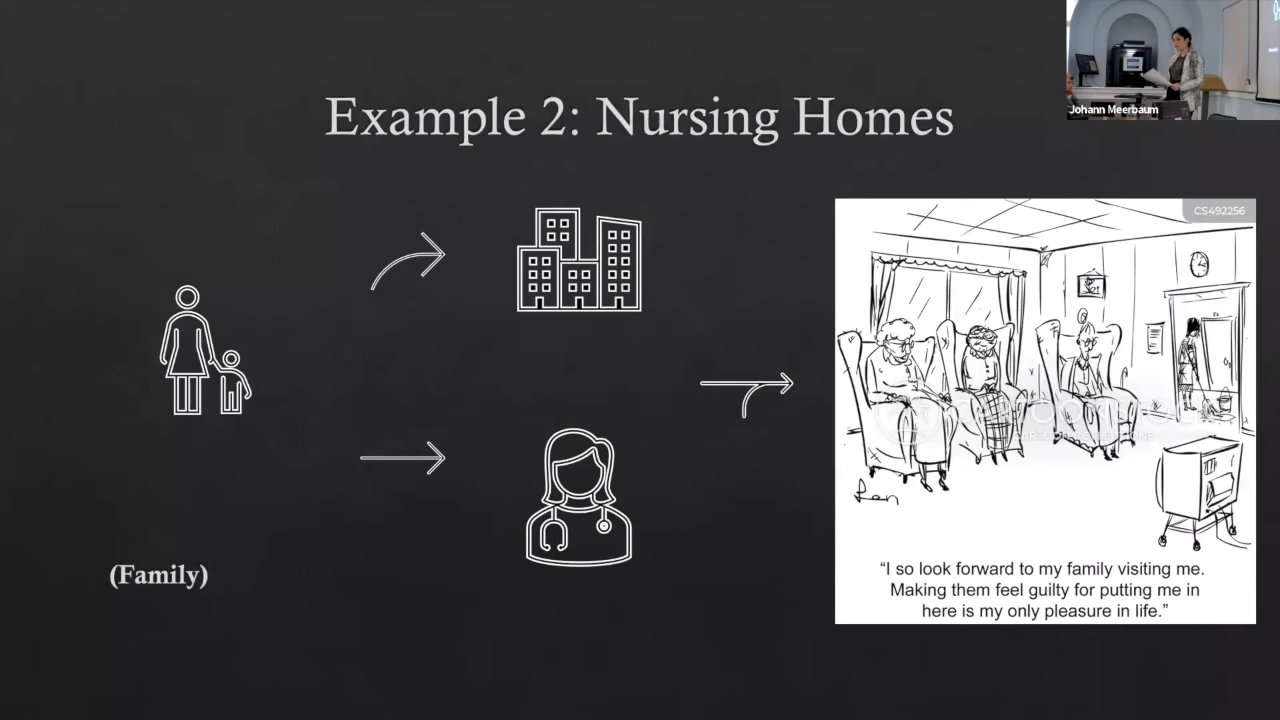 Johann Meerbaum
Example 2: Nursing Homes
CS492256
(Family)
“I so look forward to my family visiting me.
Making them feel guilty for putting me in
here is my only pleasure in life.”